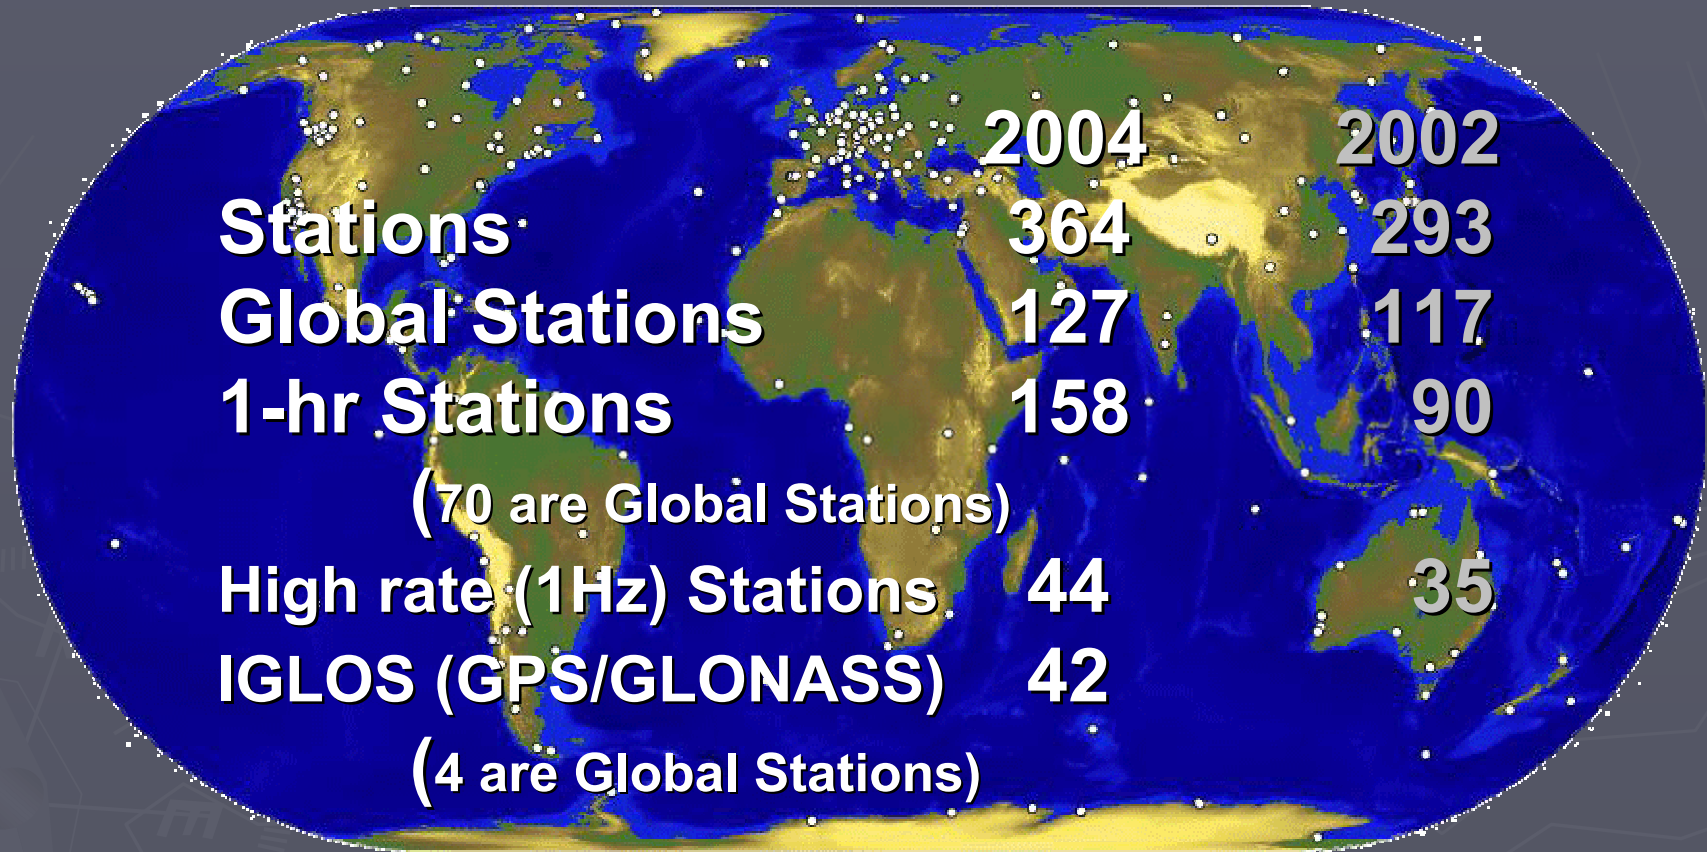 2004 2002
Stations 364 293
Global Stations 127 117
1-hr Stations 158 90
(70 are Global Stations)
High rate (1Hz) Stations 44 35
IGLOS (GPS/GLONASS) 42
(4 are Global Stations)